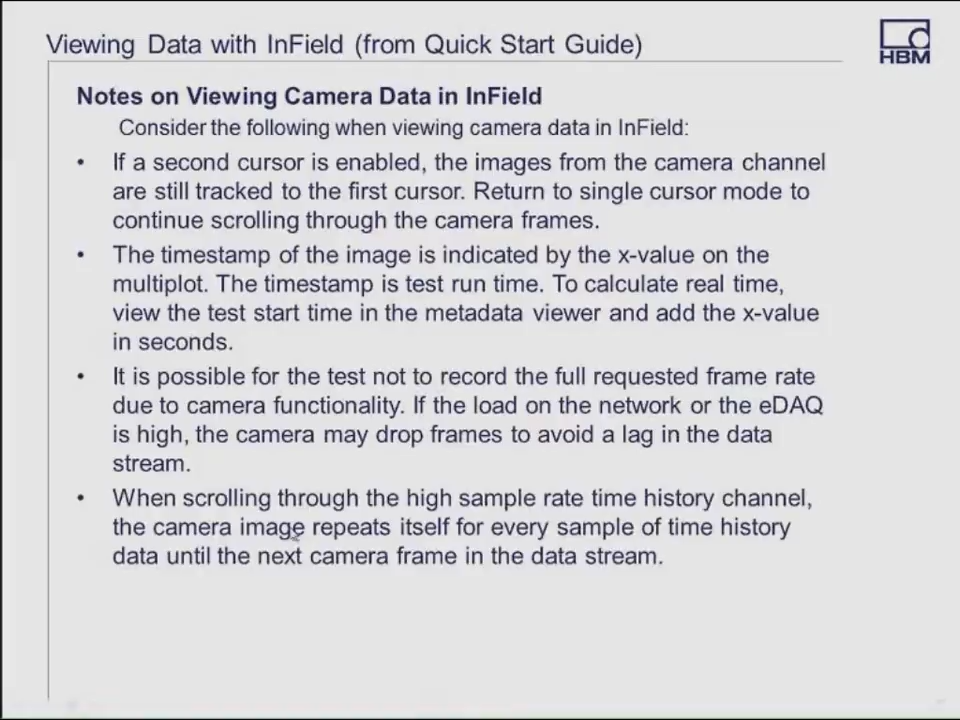 Viewing Data with InField (from Quick Start Guide)
HBM
Notes on Viewing Camera Data in InField
Consider the following when viewing camera data in InField:
• If a second cursor is enabled, the images from the camera channel
are still tracked to the first cursor. Return to single cursor mode to
continue scrolling through the camera frames.
• The timestamp of the image is indicated by the x-value on the
multiplot. The timestamp is test run time. To calculate real time,
view the test start time in the metadata viewer and add the x-value
in seconds.
• It is possible for the test not to record the full requested frame rate
due to camera functionality. If the load on the network or the eDAQ
is high, the camera may drop frames to avoid a lag in the data
stream.
• When scrolling through the high sample rate time history channel,
the camera image repeats itself for every sample of time history
data until the next camera frame in the data stream.